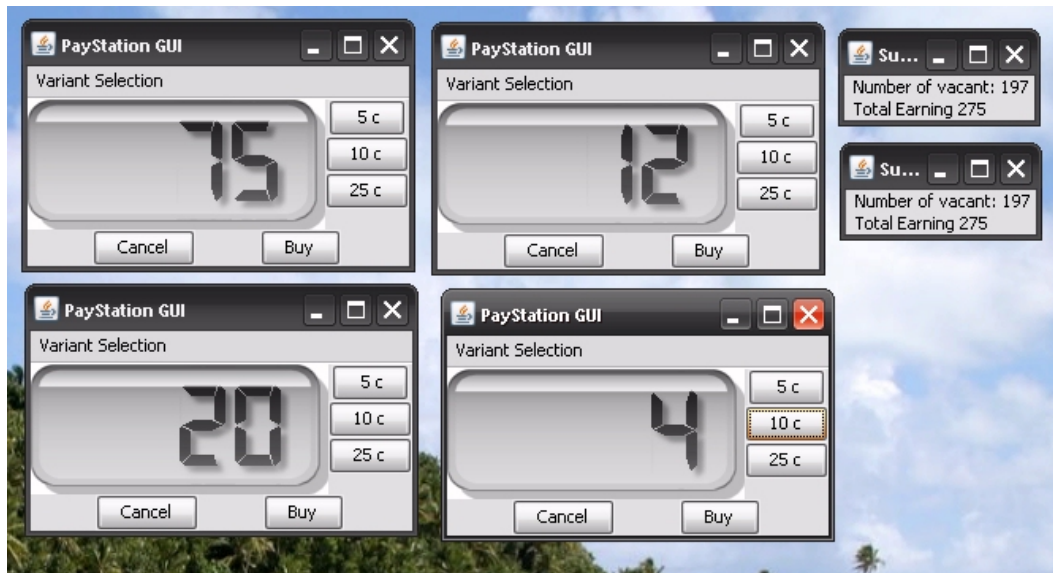 PayStation GUI
Variant Selection
75
5 c
10 c
25 c
Cancel Buy
PayStation GUI
Variant Selection
12
5 c
10 c
25 c
Cancel Buy
Su...
Number of vacant: 197
Total Earning 275
Su...
Number of vacant: 197
Total Earning 275
PayStation GUI
Variant Selection
20
5 c
10 c
25 c
Cancel Buy
PayStation GUI
Variant Selection
4
5 c
10 c
25 c
Cancel Buy